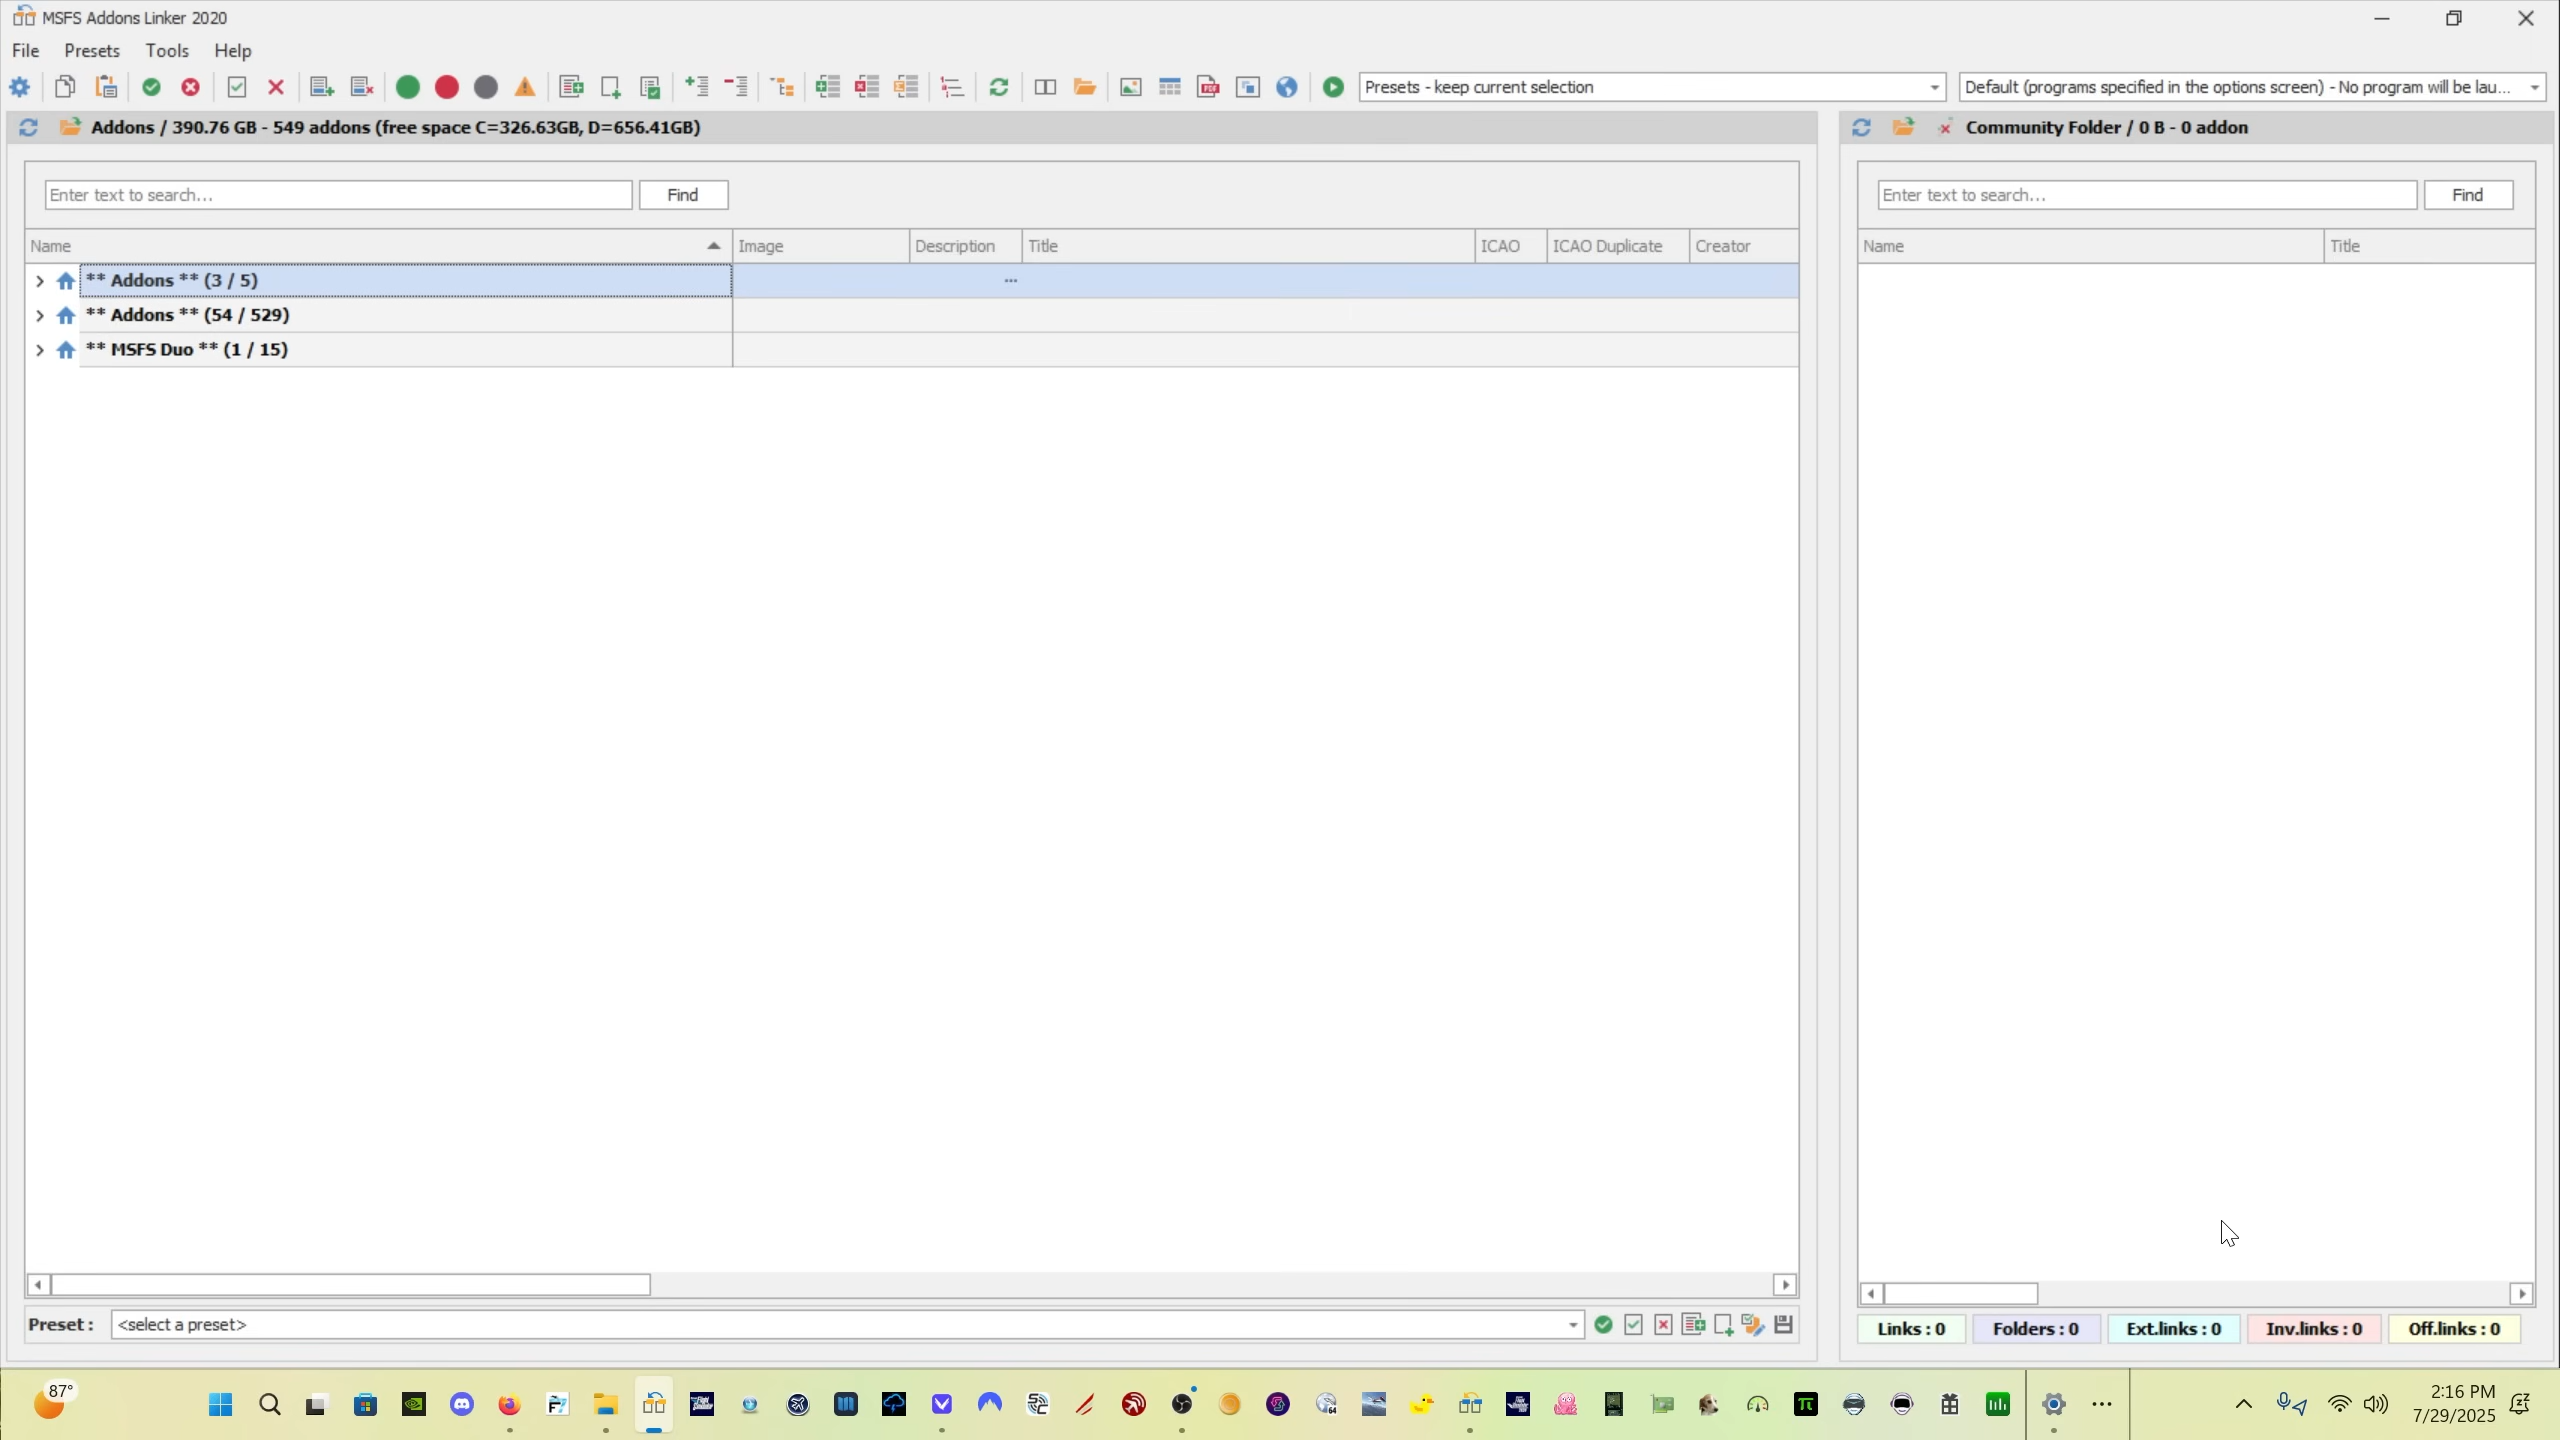 MSFS Addons Linker 2020
File Presets Tools Help
Presets - keep current selection
Default (programs specified in the options screen) - No program will be lau...
Addons / 390.76 GB - 549 addons (free space C=326.63GB, D=656.41GB)
Community Folder / 0 B - 0 addon
Enter text to search...
Find
Enter text to search...
Find
Name Image Description Title ICAO ICAO Duplicate Creator
Name Title
** Addons ** (3 / 5)
...
** Addons ** (54 / 529)
** MSFS Duo ** (1 / 15)
Preset : <select a preset>
Links : 0 Folders : 0 Ext.links : 0 Inv.links : 0 Off.links : 0
87°
2:16 PM
7/29/2025